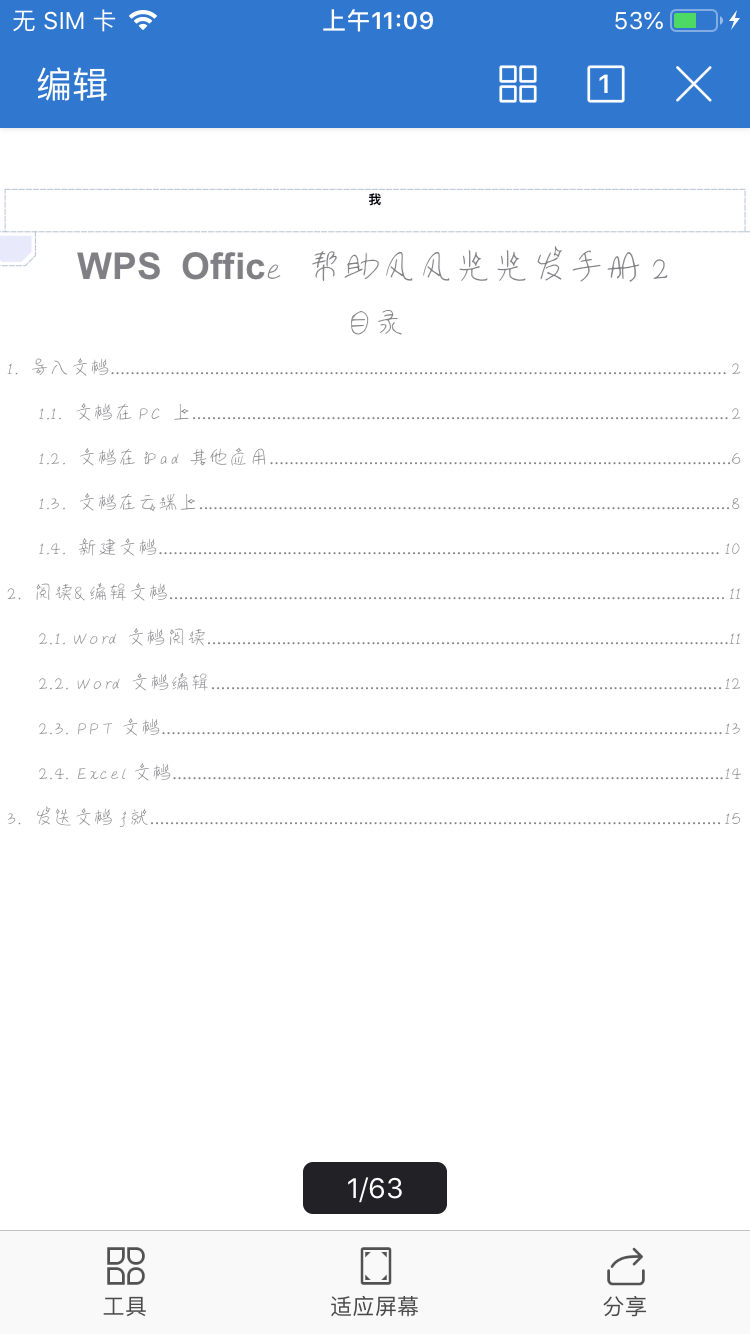 无 SIM 卡 上午11:09 53%
编辑 1
我
WPS Office 帮助风风光光发手册 2
目录
1. 导入文档 2
1.1. 文档在 PC 上 2
1.2. 文档在 iPad 其他应用 6
1.3. 文档在云端上 8
1.4. 新建文档 10
2. 阅读&编辑文档 11
2.1. Word 文档阅读 11
2.2. Word 文档编辑 12
2.3. PPT 文档 13
2.4. Excel 文档 14
3. 发送文档 f就 15
1/63
工具 适应屏幕 分享